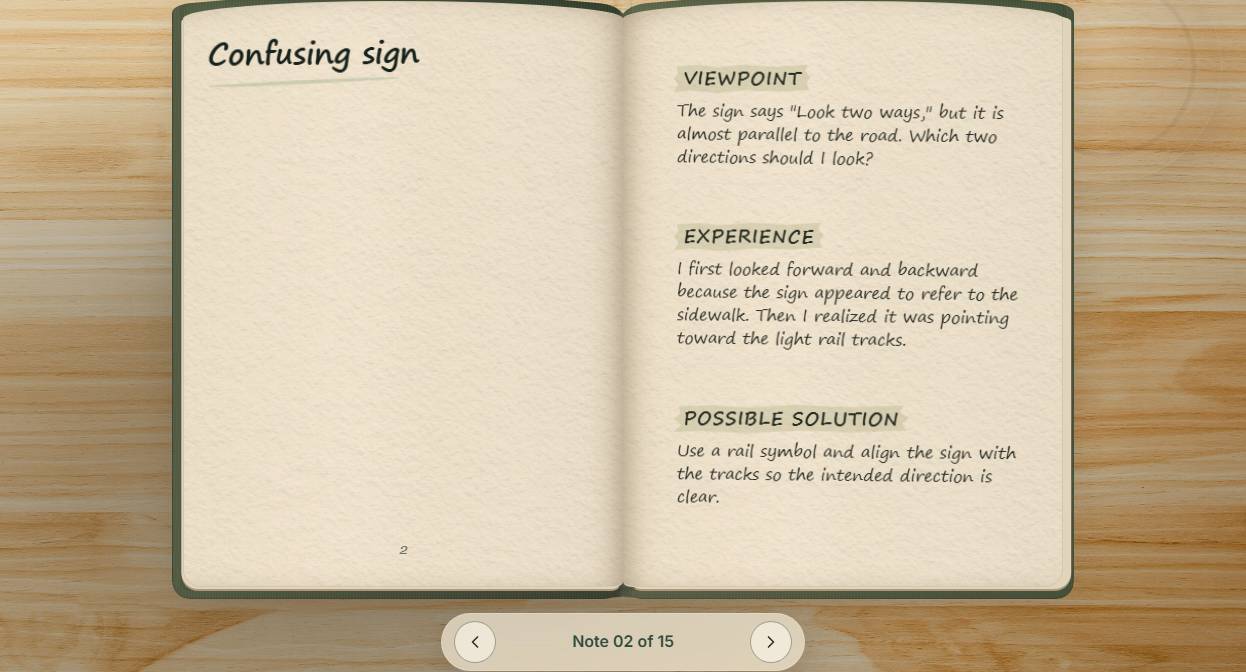 Confusing sign
2
VIEWPOINT
The sign says "Look two ways," but it is
almost parallel to the road. Which two
directions should I look?
EXPERIENCE
I first looked forward and backward
because the sign appeared to refer to the
sidewalk. Then I realized it was pointing
toward the light rail tracks.
POSSIBLE SOLUTION
Use a rail symbol and align the sign with
the tracks so the intended direction is
clear.
Note 02 of 15